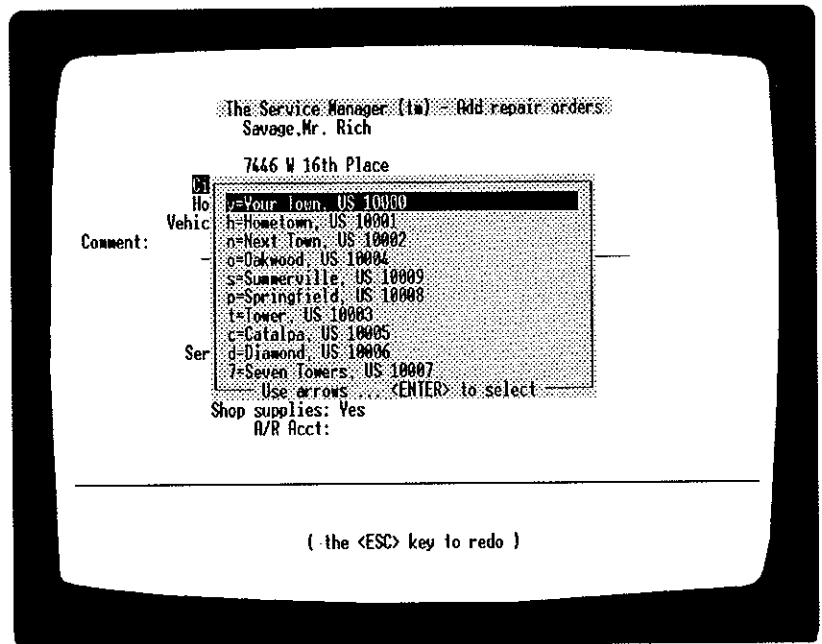 The Service Manager (tm) - Add repair orders
Savage,Mr. Rich
7446 W 16th Place
Ci
Ho
Vehic
Comment:
y=Your Town, US 10000
h=Hometown, US 10001
n=Next Town, US 10002
o=Oakwood, US 10004
s=Summerville, US 10009
p=Springfield, US 10008
t=Tower, US 10003
c=Catalpa, US 10005
d=Diamond, US 10006
Ser
7=Seven Towers, US 10007
Use arrows ... <ENTER> to select
Shop supplies: Yes
A/R Acct:
( the <ESC> key to redo )